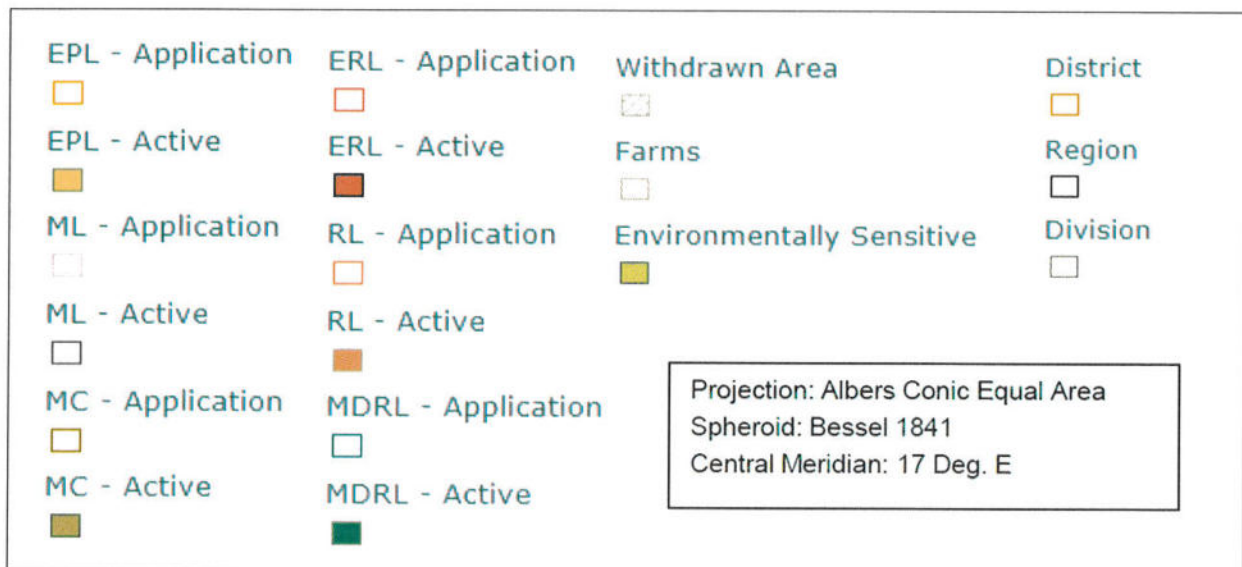 EPL - Application
EPL - Active
ML - Application
ML - Active
MC - Application
MC - Active
ERL - Application
ERL - Active
RL - Application
RL - Active
MDRL - Application
MDRL - Active
Withdrawn Area
Farms
Environmentally Sensitive
District
Region
Division
Projection: Albers Conic Equal Area
Spheroid: Bessel 1841
Central Meridian: 17 Deg. E